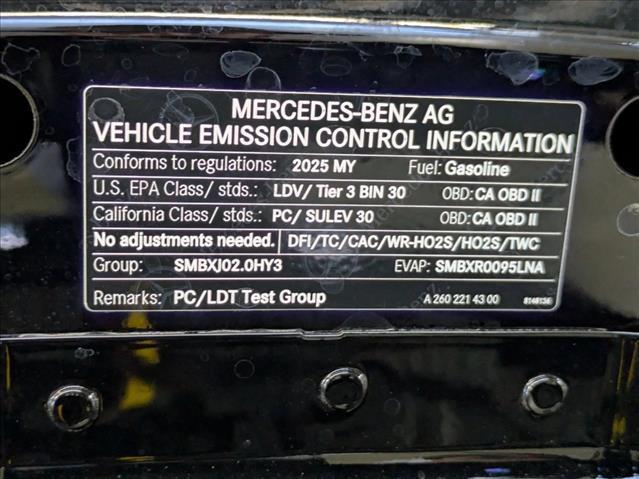 MERCEDES-BENZ AG
VEHICLE EMISSION CONTROL INFORMATION
Conforms to regulations: 2025 MY Fuel: Gasoline
U.S. EPA Class/ stds.: LDV/ Tier 3 BIN 30 OBD: CA OBD II
California Class/ stds.: PC/ SULEV 30 OBD: CA OBD II
No adjustments needed. DFI/TC/CAC/WR-HO2S/HO2S/TWC
Group: SMBXJ02.0HY3 EVAP: SMBXR0095LNA
Remarks: PC/LDT Test Group A 260 221 43 00